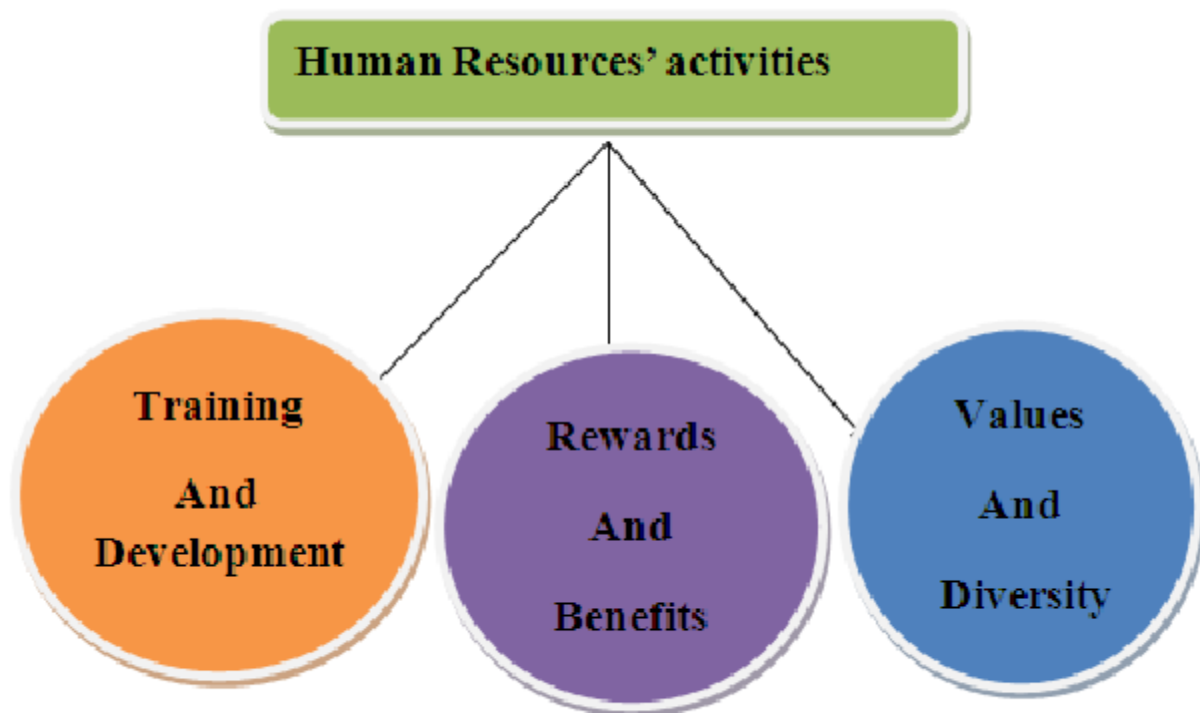 Human Resources’ activities
Training
And
Development
Rewards
And
Benefits
Values
And
Diversity